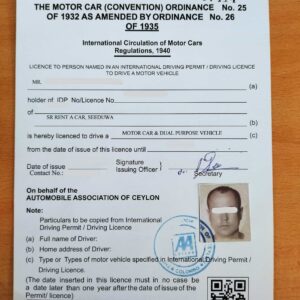 THE MOTOR CAR (CONVENTION) ORDINANCE No. 25
OF 1932 AS AMENDED BY ORDINANCE No. 26
OF 1935
International Circulation of Motor Cars
Regulations, 1940
LICENCE TO PERSON NAMED IN AN INTERNATIONAL DRIVING PERMIT / DRIVING LICENCE
TO DRIVE A MOTOR VEHICLE
MR. (a)
holder of IDP No/Licence No.
of SR RENT A CAR, SEEDUWA (b)
is hereby licenced to drive a MOTOR CAR & DUAL PURPOSE VEHICLE (c)
from the date of issue of this licence until
Date of issue
Contact No.:
Signature
Issuing Officer
Secretary
On behalf of the
AUTOMOBILE ASSOCIATION OF CEYLON
Note:
Particulars to be copied from International
Driving Permit / Driving Licence
(a) Full name of Driver:
(b) Home address of Driver:
(c) Type or Types of motor vehicle specified in International Driving Permit /
Driving Licence.
(The date inserted in this licence must in no case be
a date later than one year after the date of issue of the
Permit/ licence)
AA
COLOMBO